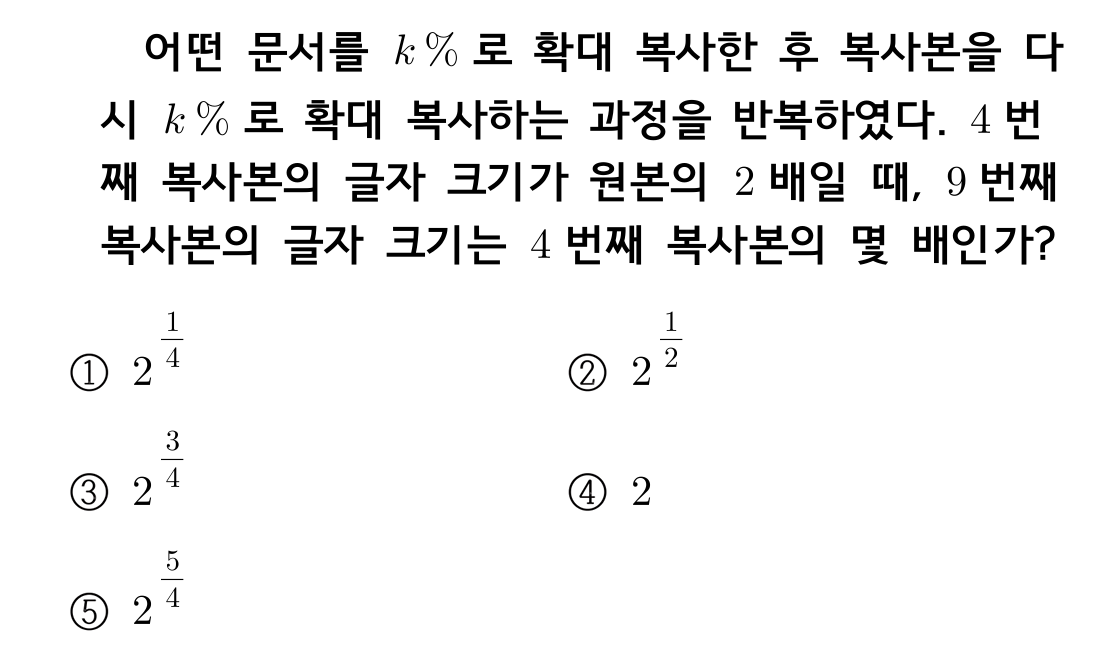 어떤 문서를 k % 로 확대 복사한 후 복사본을 다
시 k % 로 확대 복사하는 과정을 반복하였다. 4 번
째 복사본의 글자 크기가 원본의 2 배일 때, 9 번째
복사본의 글자 크기는 4 번째 복사본의 몇 배인가?
① 2^{\frac{1}{4}} ② 2^{\frac{1}{2}}
③ 2^{\frac{3}{4}} ④ 2
⑤ 2^{\frac{5}{4}}